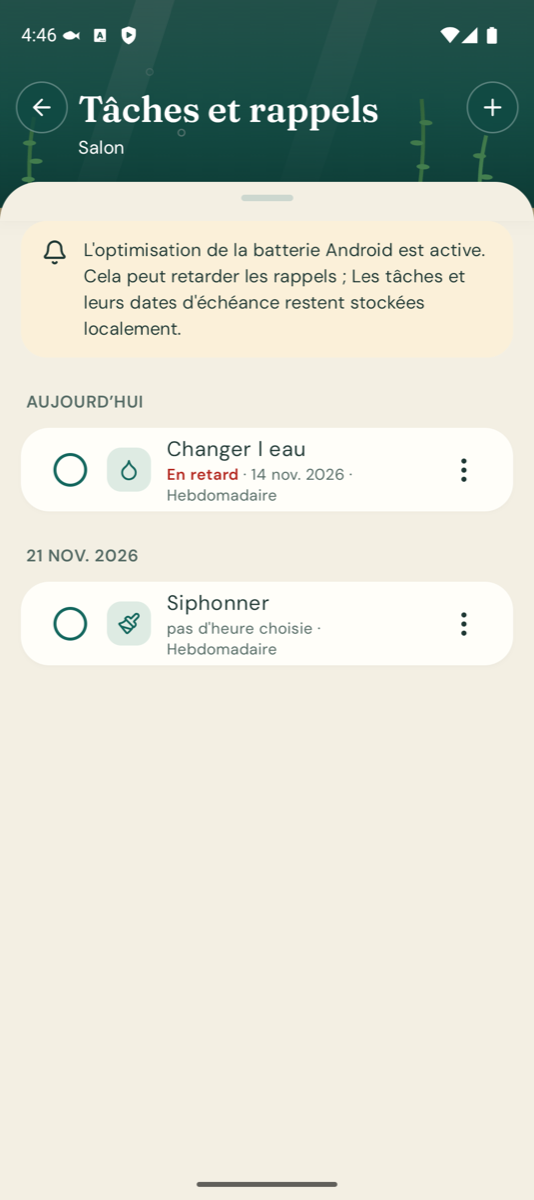 4:46
Tâches et rappels
Salon
L'optimisation de la batterie Android est active.
Cela peut retarder les rappels ; Les tâches et
leurs dates d'échéance restent stockées
localement.
AUJOURD'HUI
Changer l eau
En retard · 14 nov. 2026 ·
Hebdomadaire
21 NOV. 2026
Siphonner
pas d'heure choisie ·
Hebdomadaire